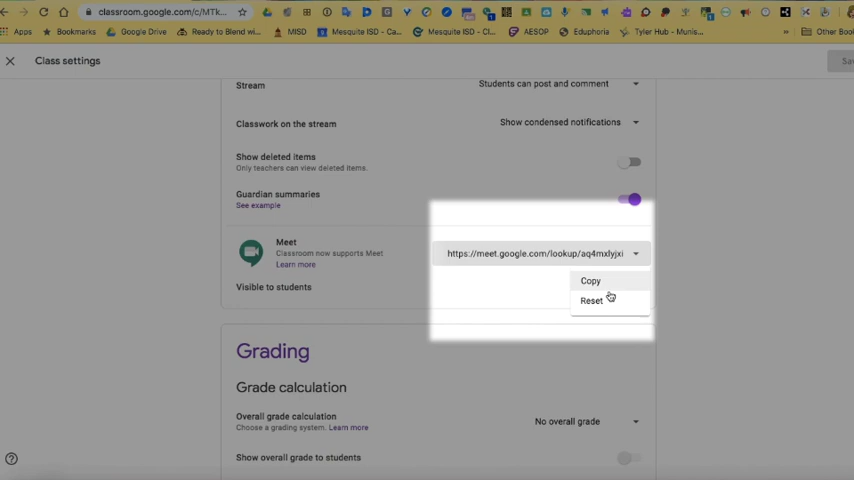 classroom.google.com/c/MTk...
Apps Bookmarks Google Drive Ready to Blend wi... MISD Mesquite ISD - Ca... Mesquite ISD - Cl... AESOP Eduphoria Tyler Hub - Munis... » Other Book
Class settings
Sav
Stream
Students can post and comment
Classwork on the stream
Show condensed notifications
Show deleted items
Only teachers can view deleted items.
Guardian summaries
See example
Meet
Classroom now supports Meet
Learn more
https://meet.google.com/lookup/aq4mxlyjxi
Copy
Reset
Visible to students
Grading
Grade calculation
Overall grade calculation
Choose a grading system. Learn more
No overall grade
Show overall grade to students